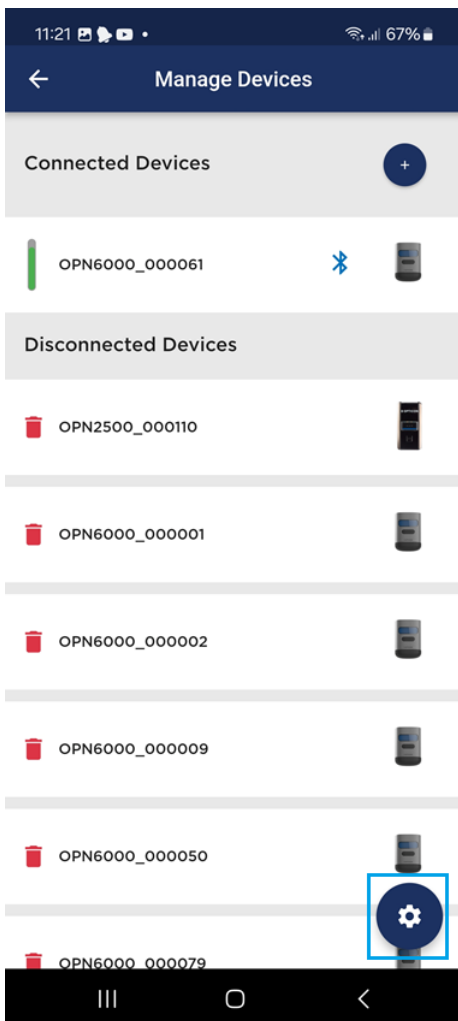 11:21
67%
Manage Devices
Connected Devices
+
OPN6000_000061
Disconnected Devices
OPN2500_000110
OPN6000_000001
OPN6000_000002
OPN6000_000009
OPN6000_000050
OPN6000_000079